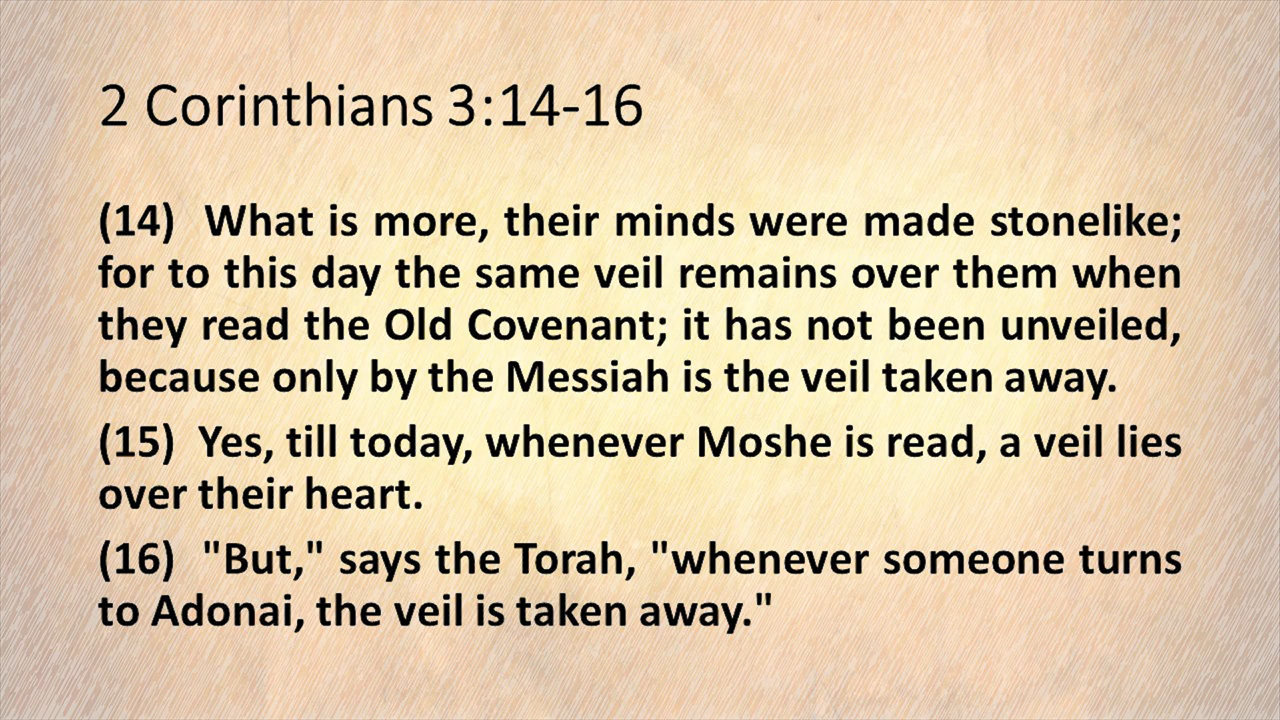 2 Corinthians 3:14-16
(14)  What is more, their minds were made stonelike;
for to this day the same veil remains over them when
they read the Old Covenant; it has not been unveiled,
because only by the Messiah is the veil taken away.
(15)  Yes, till today, whenever Moshe is read, a veil lies
over their heart.
(16)  "But," says the Torah, "whenever someone turns
to Adonai, the veil is taken away."